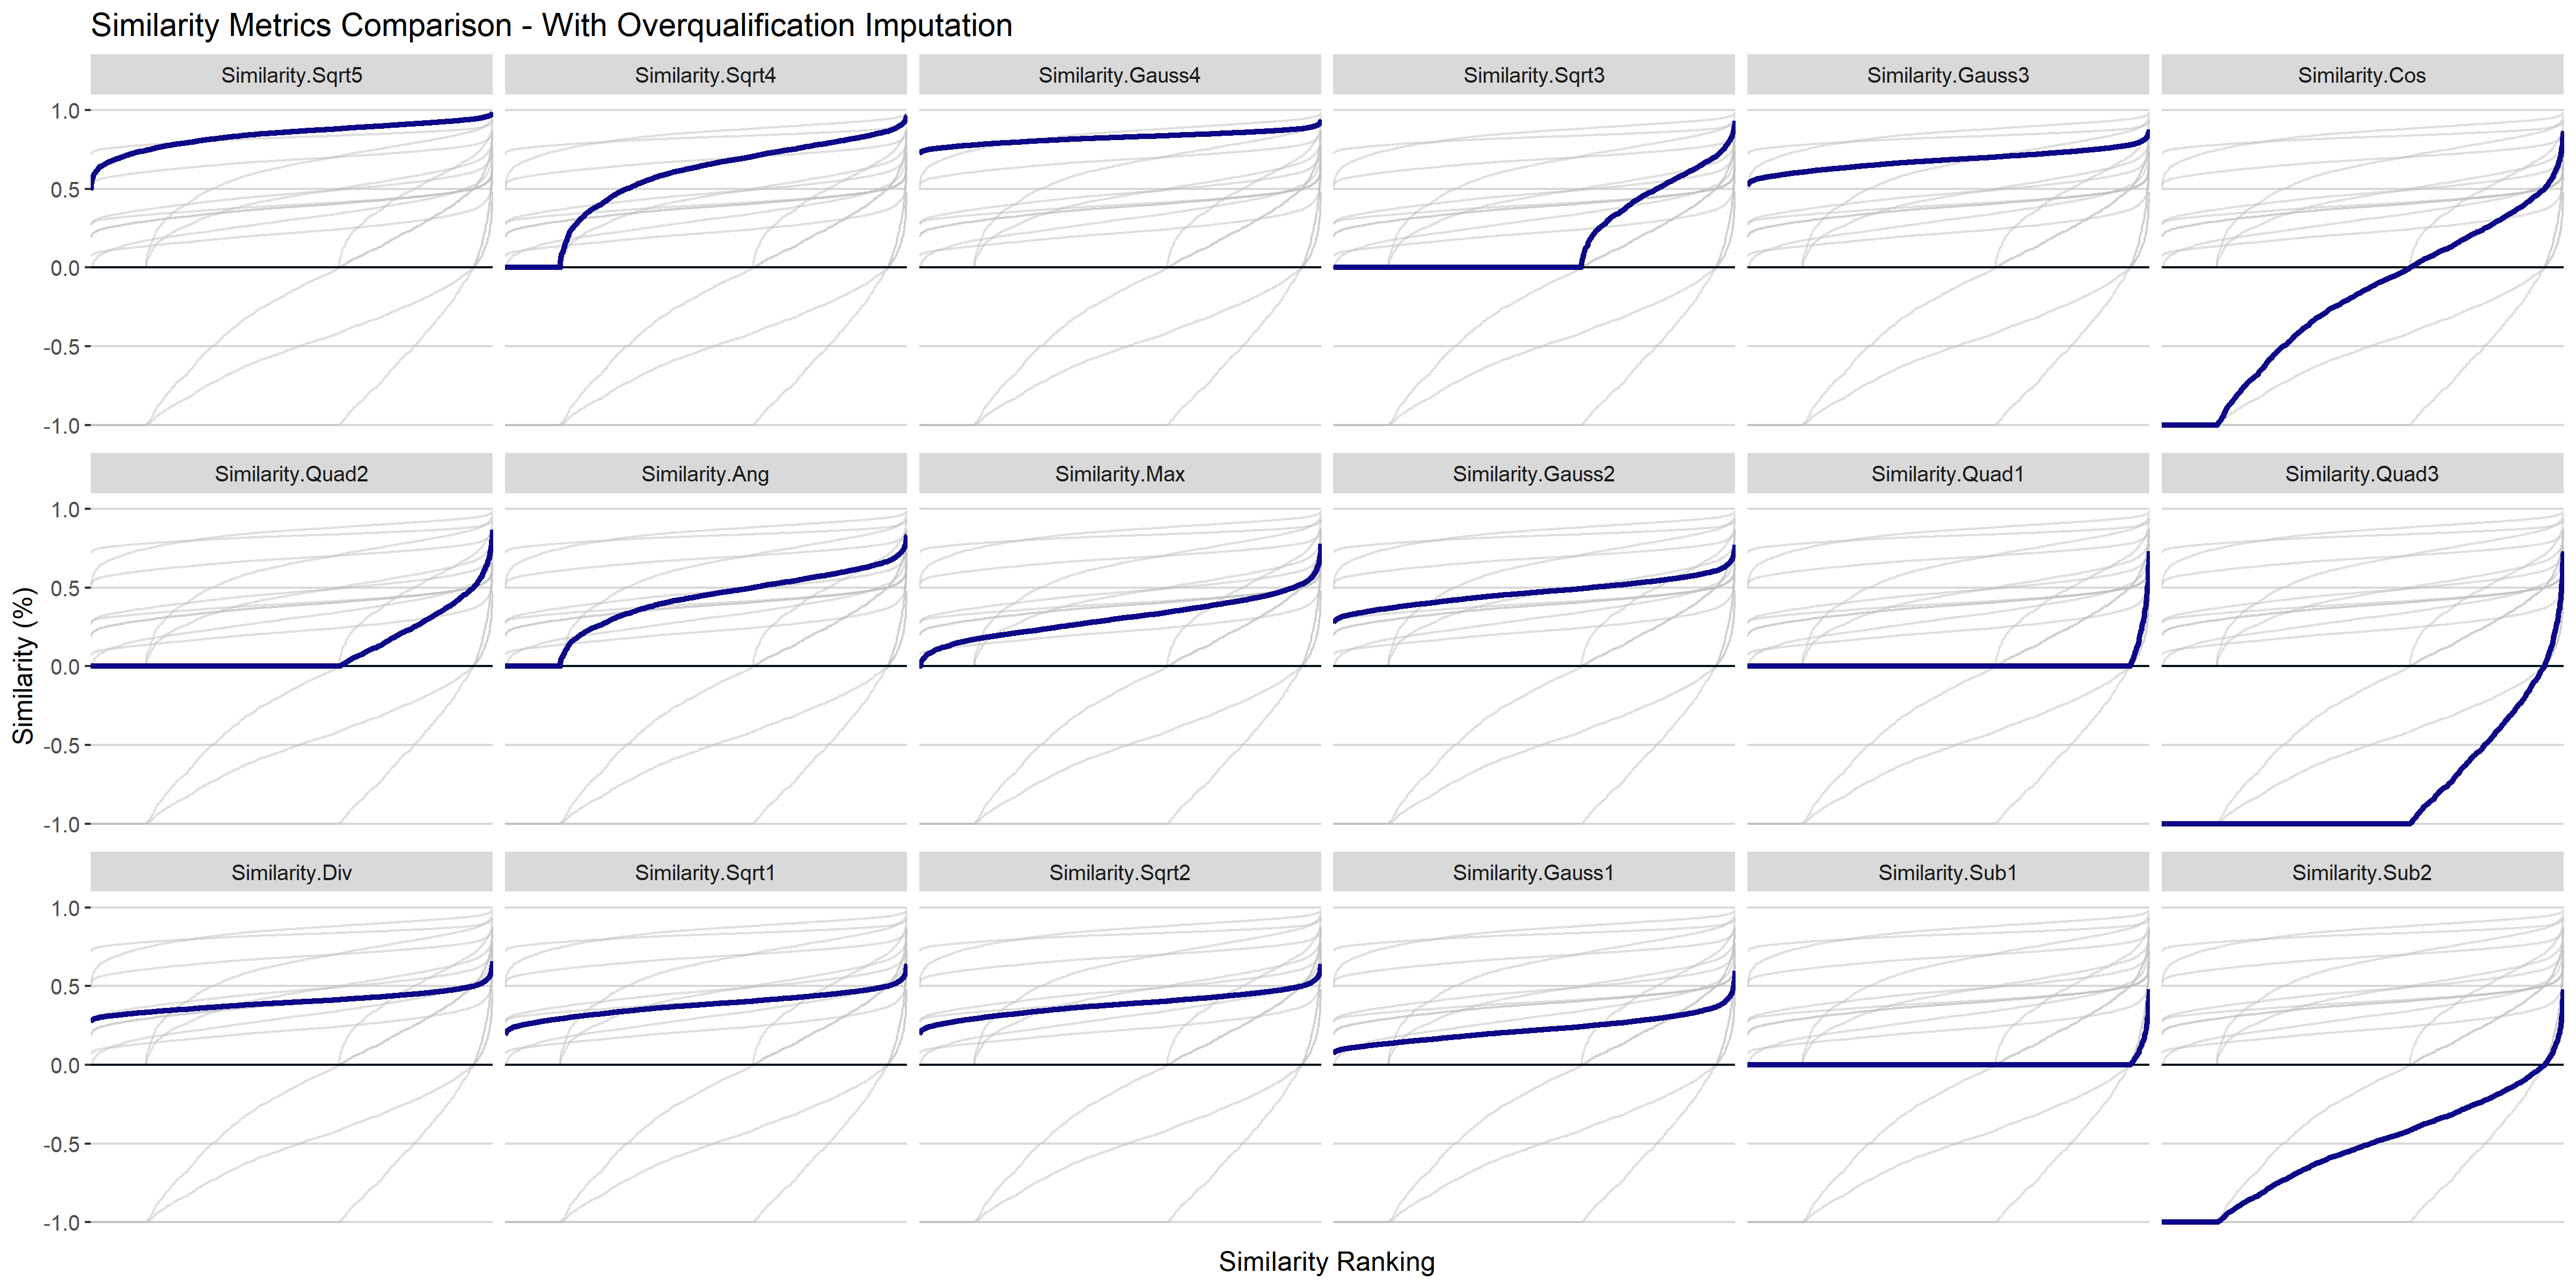 Similarity Metrics Comparison - With Overqualification Imputation
Similarity.Sqrt5 Similarity.Sqrt4 Similarity.Gauss4 Similarity.Sqrt3 Similarity.Gauss3 Similarity.Cos
1.0
0.5
0.0
-0.5
-1.0
Similarity.Quad2 Similarity.Ang Similarity.Max Similarity.Gauss2 Similarity.Quad1 Similarity.Quad3
1.0
0.5
0.0
-0.5
-1.0
Similarity (%)
Similarity.Div Similarity.Sqrt1 Similarity.Sqrt2 Similarity.Gauss1 Similarity.Sub1 Similarity.Sub2
1.0
0.5
0.0
-0.5
-1.0
Similarity Ranking